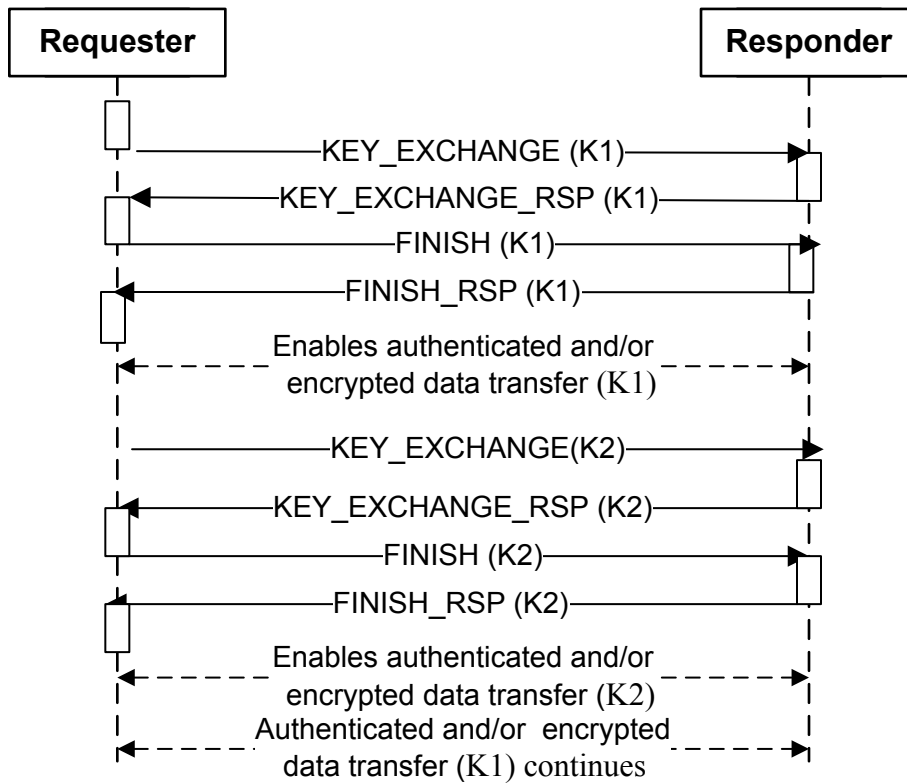 Requester
Responder
KEY_EXCHANGE (K1)
KEY_EXCHANGE_RSP (K1)
FINISH (K1)
FINISH_RSP (K1)
Enables authenticated and/or
encrypted data transfer (K1)
KEY_EXCHANGE(K2)
KEY_EXCHANGE_RSP (K2)
FINISH (K2)
FINISH_RSP (K2)
Enables authenticated and/or
encrypted data transfer (K2)
Authenticated and/or encrypted
data transfer (K1) continues